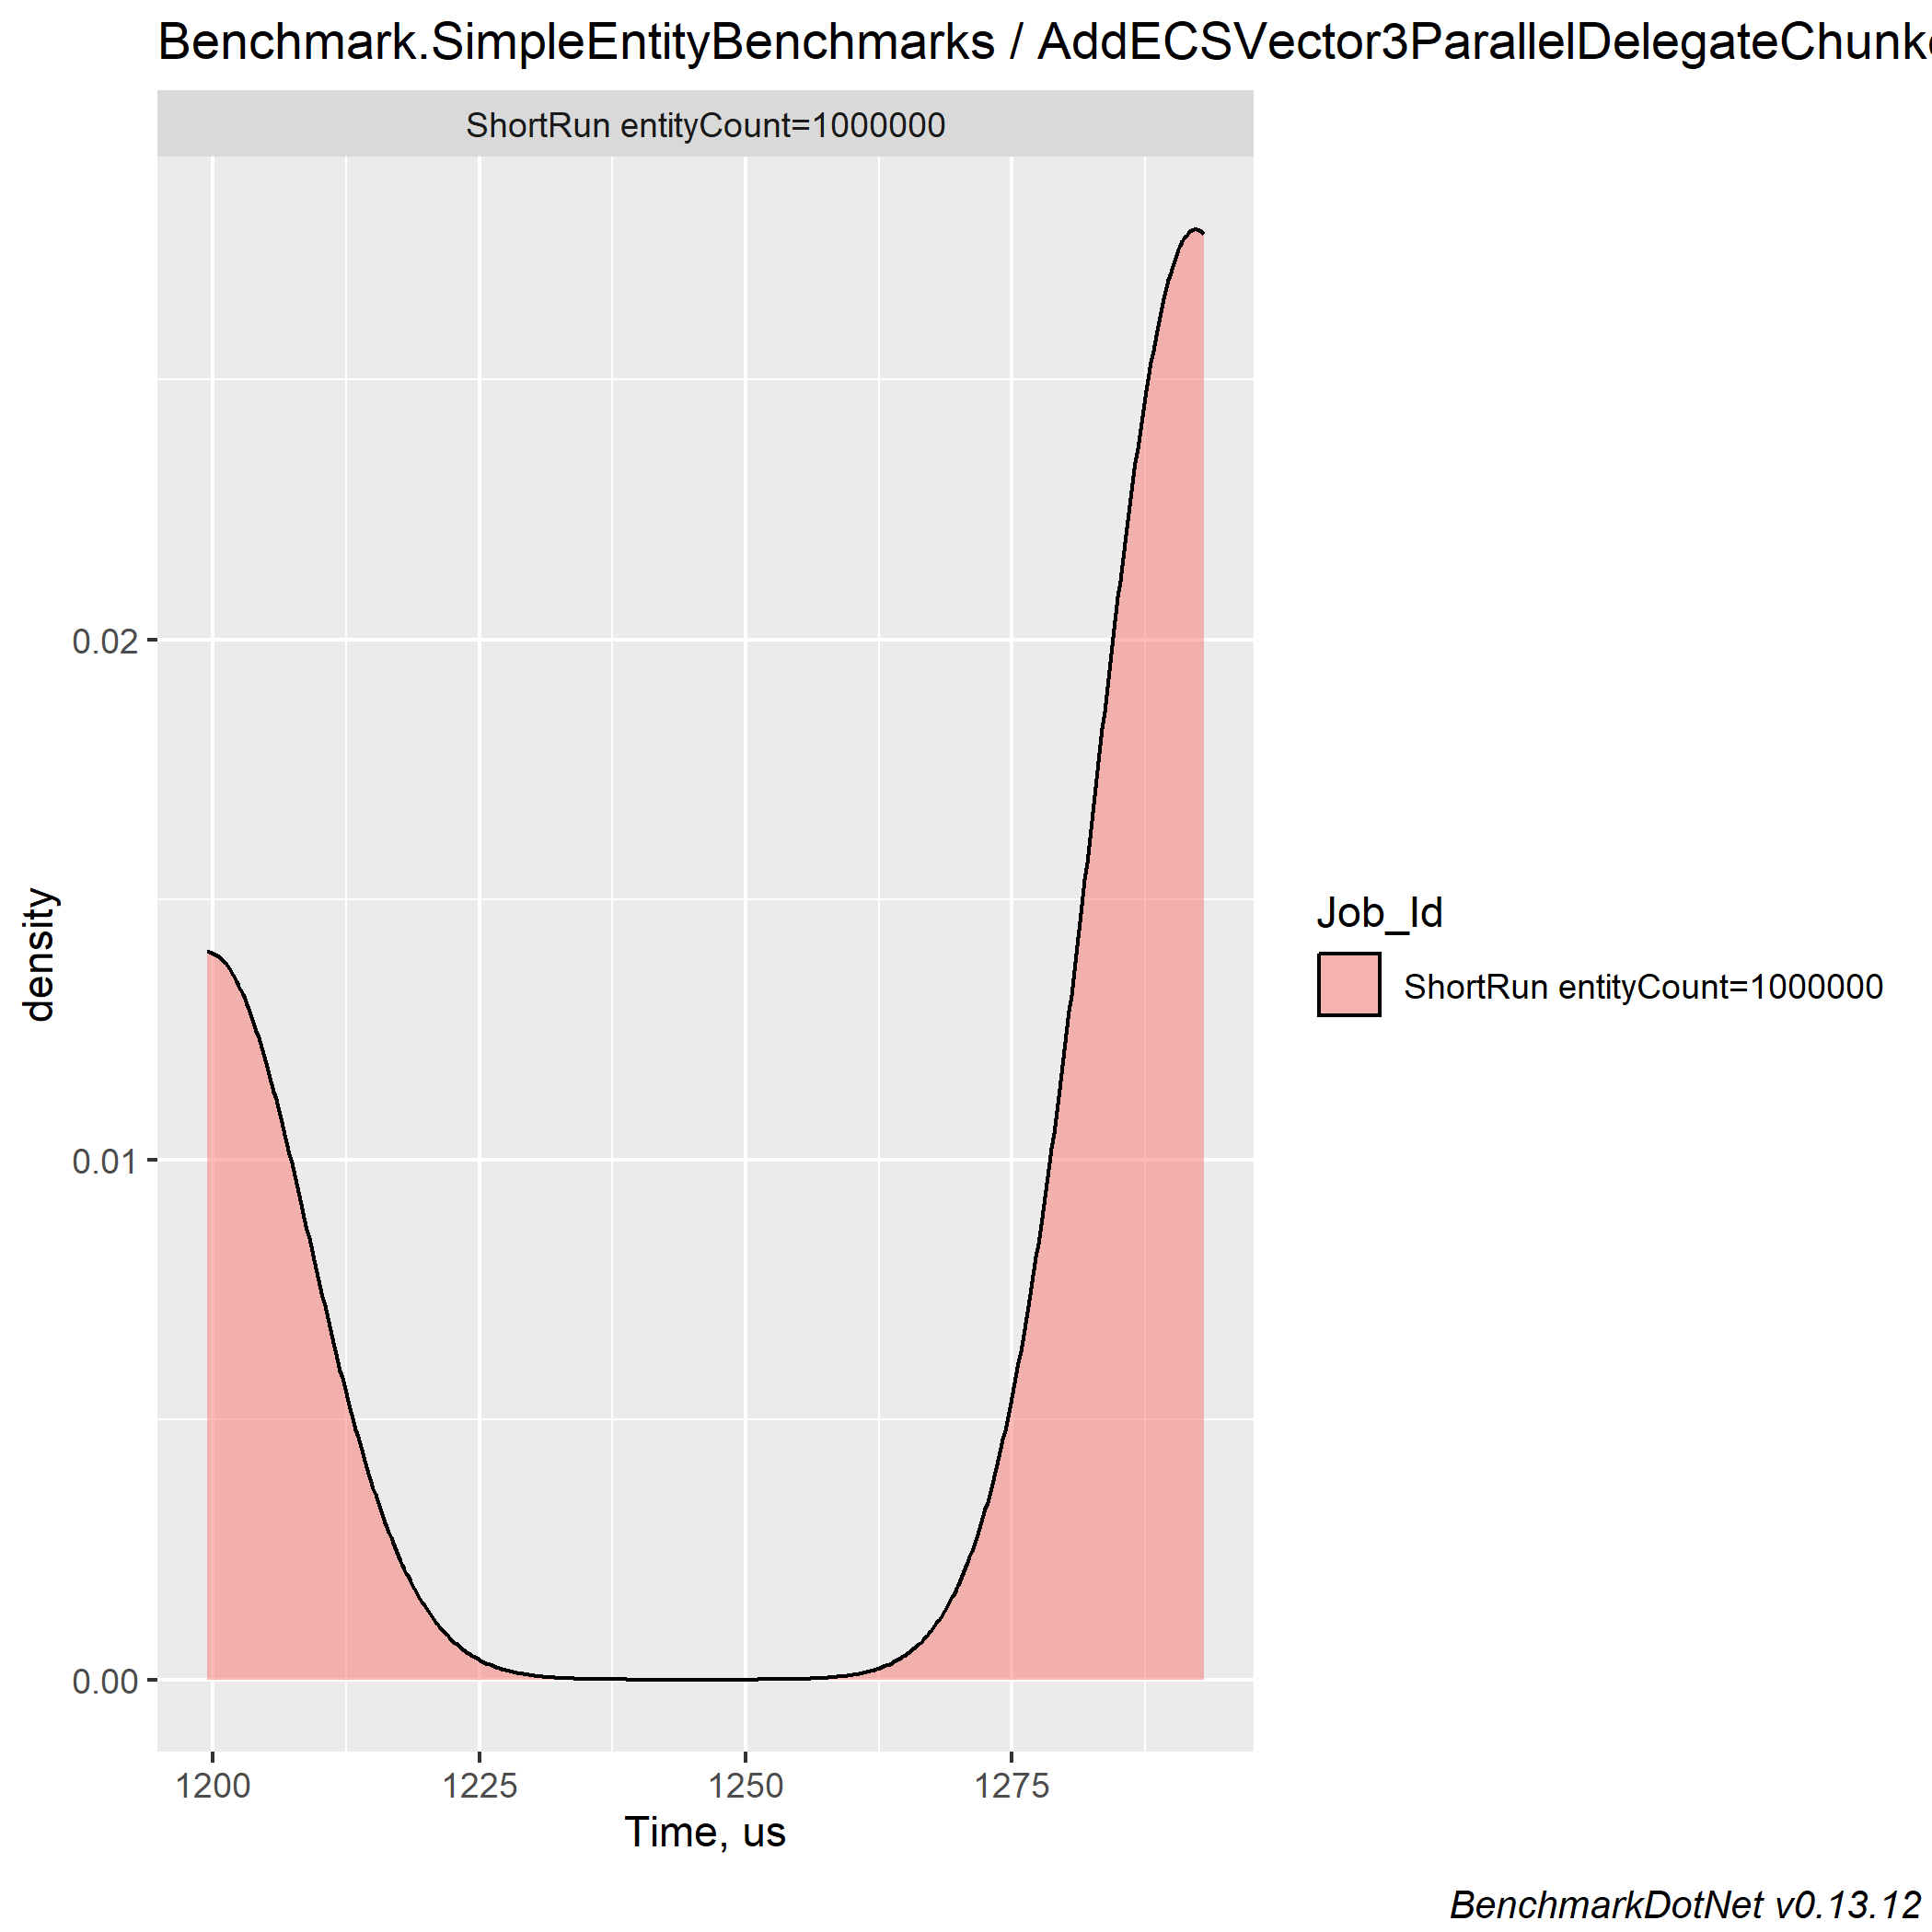 Benchmark.SimpleEntityBenchmarks / AddECSVector3ParallelDelegateChunk
ShortRun entityCount=1000000
0.02
0.01
0.00
density
1200 1225 1250 1275
Time, us
Job_Id
ShortRun entityCount=1000000
BenchmarkDotNet v0.13.12